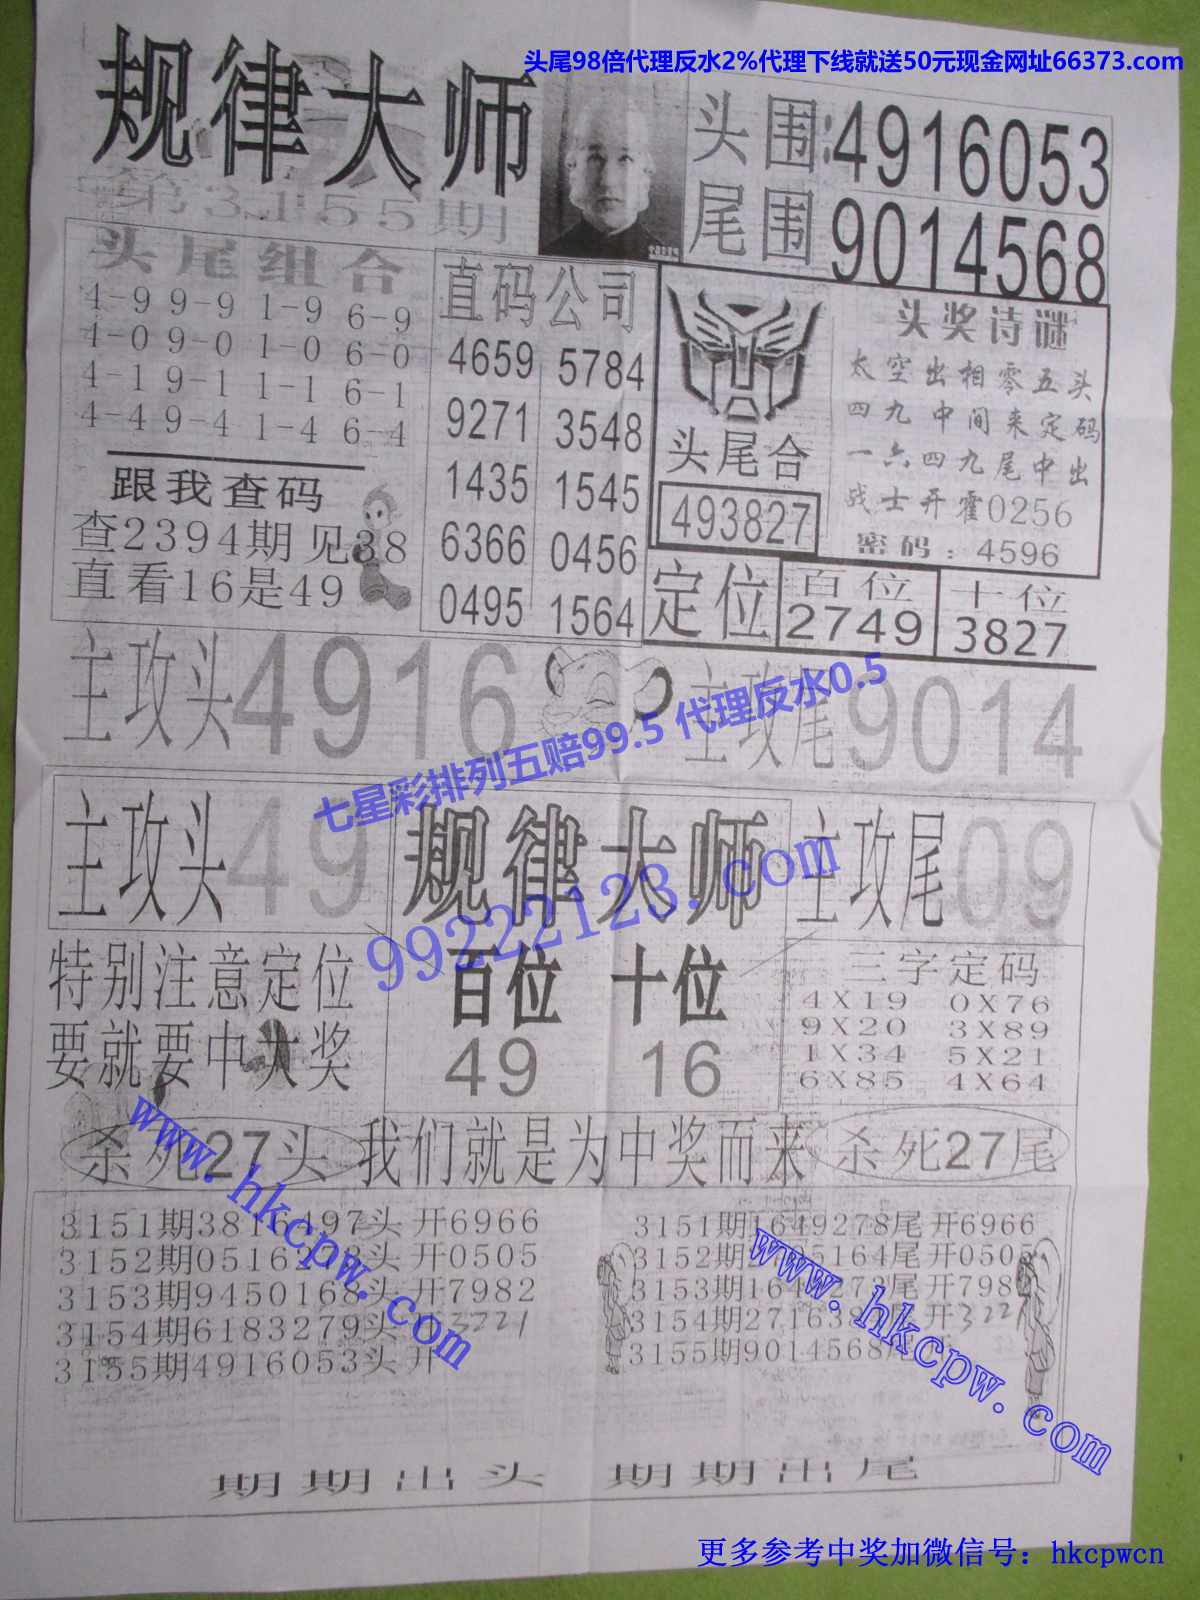 头尾98倍代理反水2%代理下线就送50元现金网址66373.com
规律大师
第3155期
头围:4916053
尾围9014568
头尾组合
4-9 9-9 1-9 6-9
4-0 9-0 1-0 6-0
4-1 9-1 1-1 6-1
4-4 9-4 1-4 6-4
跟我查码
查2394期见38
直看16是49
直码公司
4659 5784
9271 3548
1435 1545
6366 0456
0495 1564
头尾合
493827
头奖诗谜
太空出相零五头
四九中间来定码
一六四九尾中出
战士开霍0256
密码:4596
定位
百位
2749
十位
3827
主攻头4916
主攻尾9014
七星彩排列五赔99.5 代理反水0.5
主攻头49
规律大师
主攻尾09
99222123.com
特别注意定位
要就要中大奖
百位 十位
49 16
三字定码
4X19 0X76
9X20 3X89
1X34 5X21
6X85 4X64
杀死27头
我们就是为中奖而来
杀死27尾
www.hkcpw.com
www.hkcpw.com
3151期3816497头开6966
3152期05162 8头开0505
3153期9450168头开7982
3154期6183279头 3221
3155期4916053头开
3151期1649278尾开6966
3152期2 5164尾开0505
3153期164 273尾开798
3154期271638 尾开3221
3155期9014568尾
期期出头 期期出尾
更多参考中奖加微信号：hkcpwcn